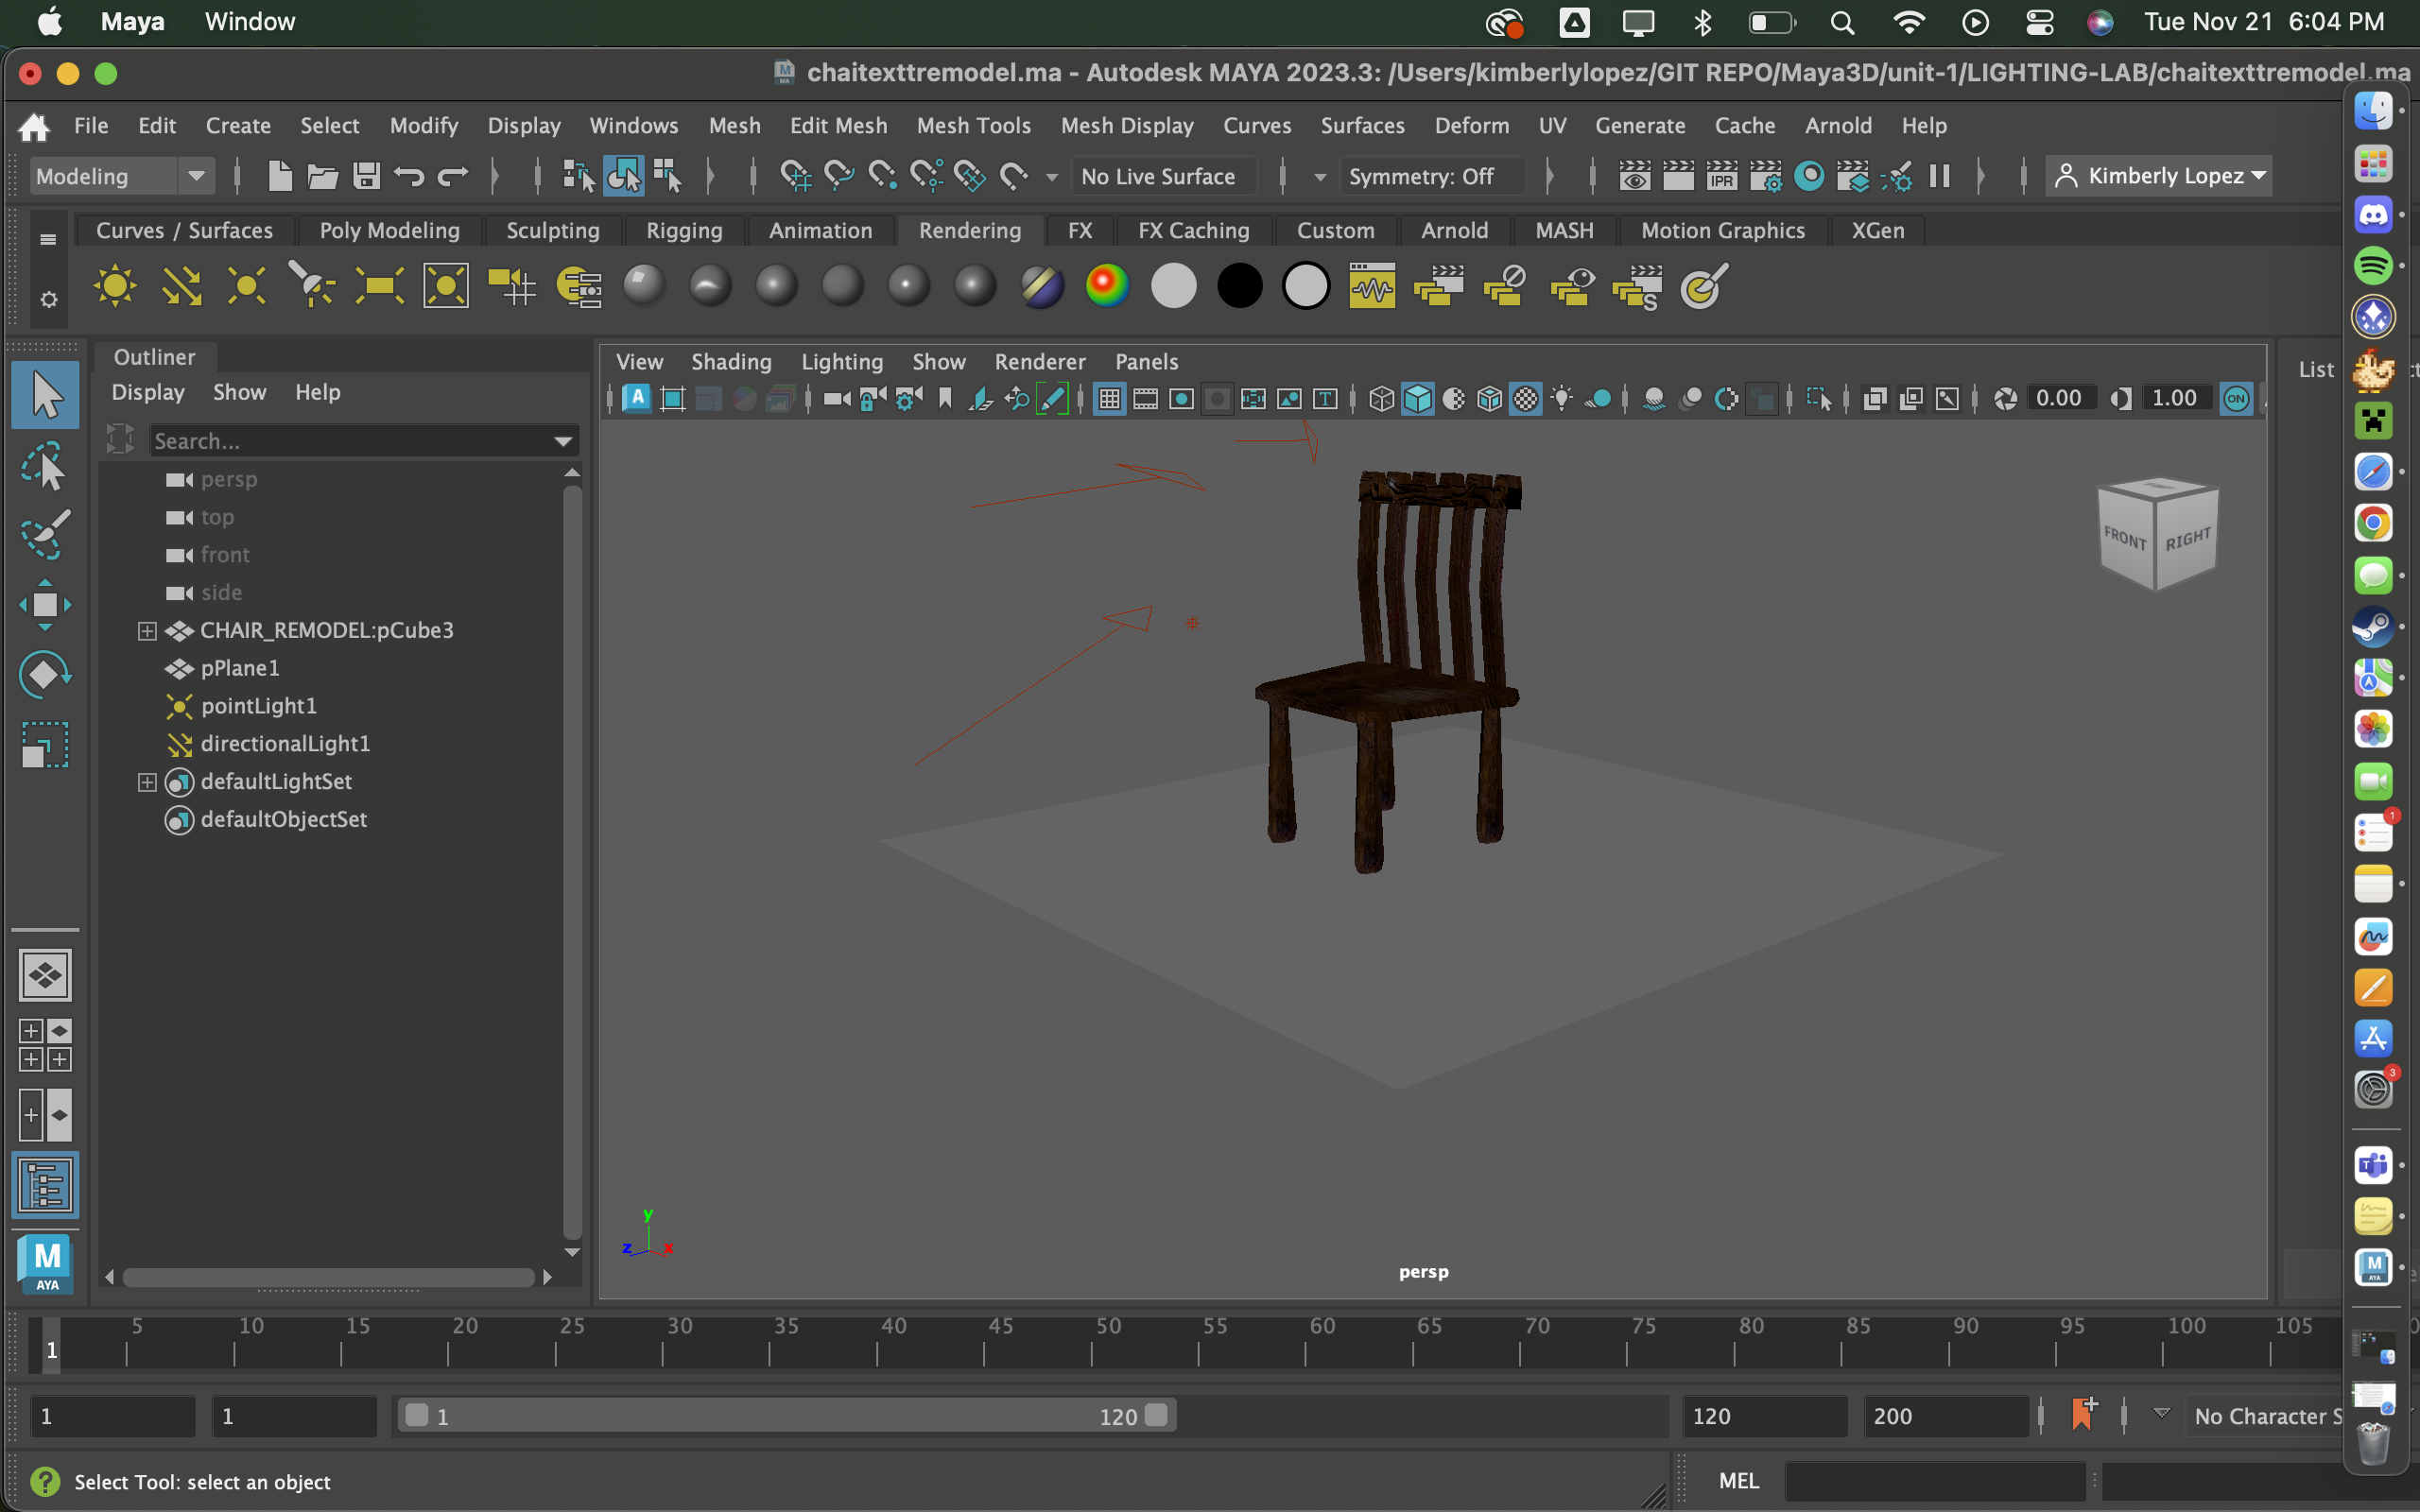 Maya Window Tue Nov 21 6:04 PM
chaitexttremodel.ma - Autodesk MAYA 2023.3: /Users/kimberlylopez/GIT REPO/Maya3D/unit-1/LIGHTING-LAB/chaitexttremodel.ma
File Edit Create Select Modify Display Windows Mesh Edit Mesh Mesh Tools Mesh Display Curves Surfaces Deform UV Generate Cache Arnold Help
Modeling No Live Surface Symmetry: Off IPR Kimberly Lopez
Curves / Surfaces Poly Modeling Sculpting Rigging Animation Rendering FX FX Caching Custom Arnold MASH Motion Graphics XGen
S
Outliner
View Shading Lighting Show Renderer Panels
List
Display Show Help
A T 0.00 1.00 ON
Search...
persp
top
front
side
CHAIR_REMODEL:pCube3
pPlane1
pointLight1
directionalLight1
defaultLightSet
defaultObjectSet
FRONT RIGHT
1
3
T
M
AYA
M
AYA
y
z x
persp
5 10 15 20 25 30 35 40 45 50 55 60 65 70 75 80 85 90 95 100 105
1
1 1 1 120 120 200 No Character S
? Select Tool: select an object MEL